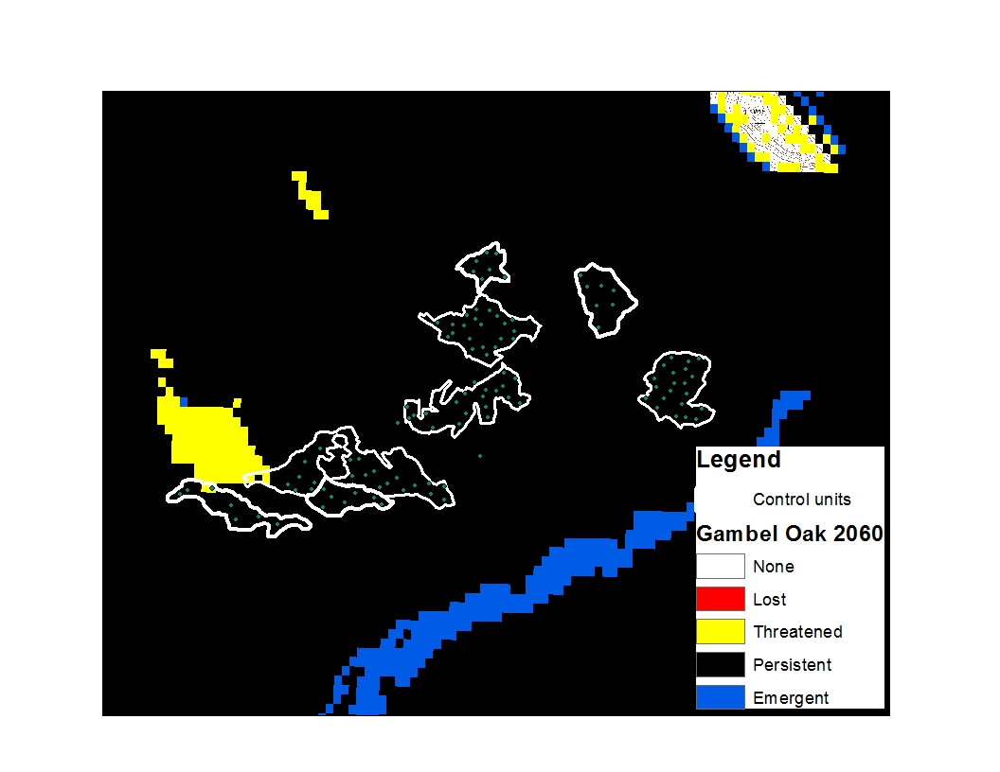 Legend
Control units
Gambel Oak 2060
None
Lost
Threatened
Persistent
Emergent